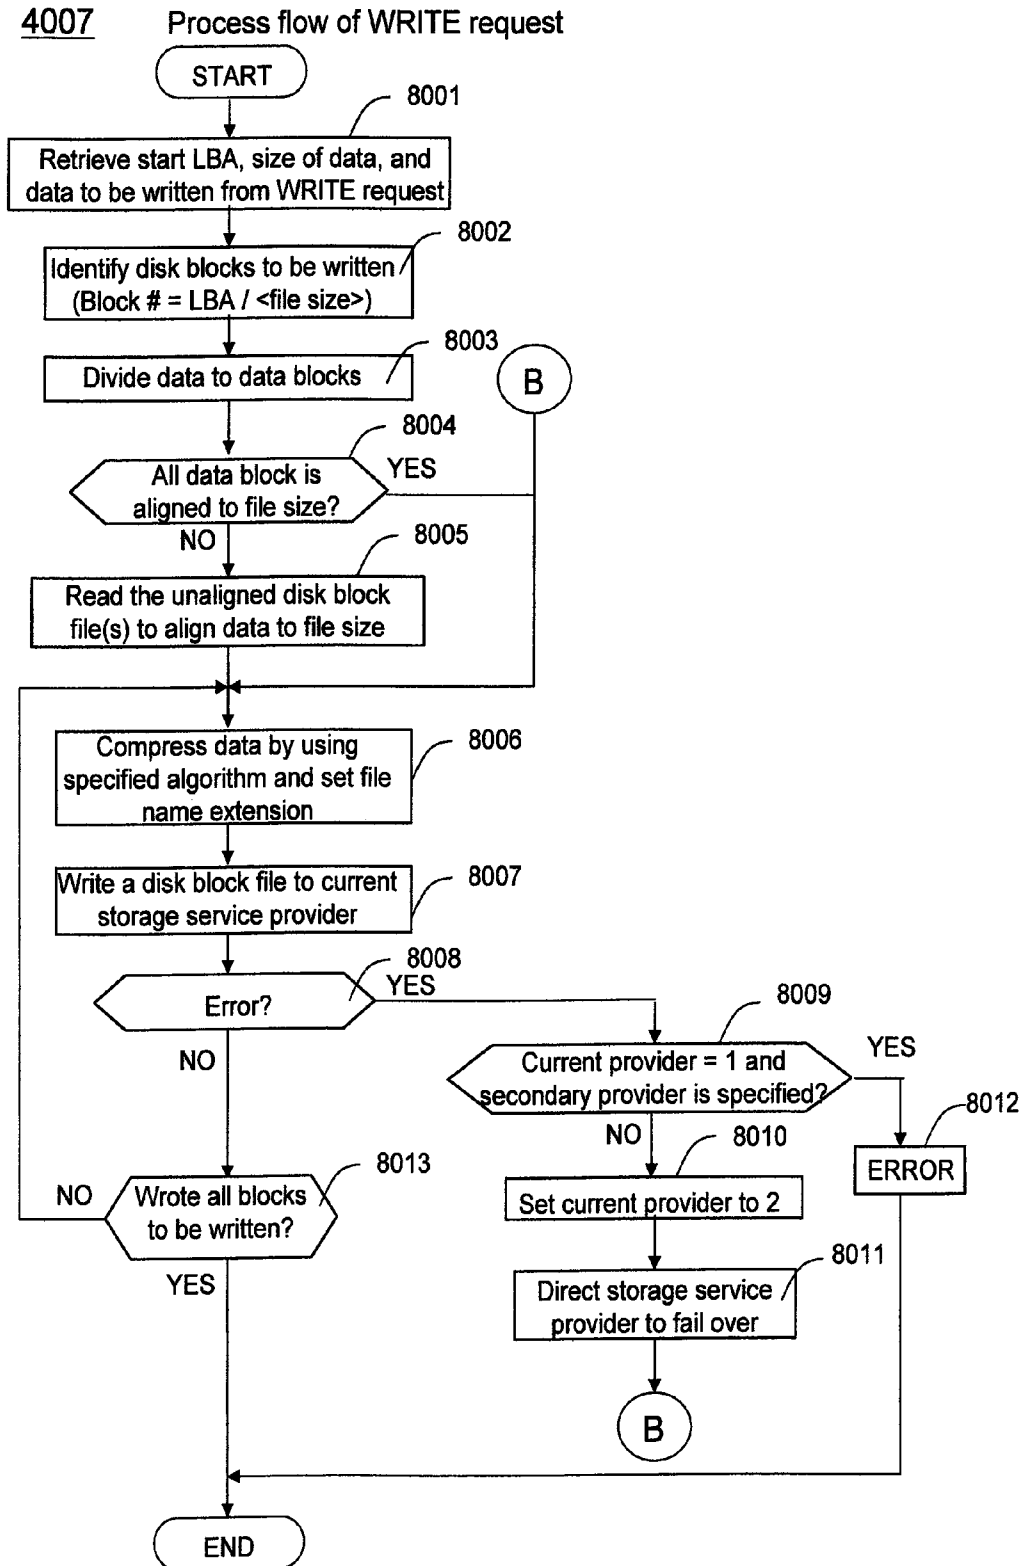 4007 Process flow of WRITE request
START
8001
Retrieve start LBA, size of data, and
data to be written from WRITE request
8002
Identify disk blocks to be written
(Block # = LBA / <file size>)
8003
Divide data to data blocks
B
8004
All data block is
aligned to file size?
YES
NO
8005
Read the unaligned disk block
file(s) to align data to file size
8006
Compress data by using
specified algorithm and set file
name extension
8007
Write a disk block file to current
storage service provider
8008
Error?
YES
NO
8009
Current provider = 1 and
secondary provider is specified?
YES
NO
8012
ERROR
8010
Set current provider to 2
8011
Direct storage service
provider to fail over
B
8013
Wrote all blocks
to be written?
NO
YES
END